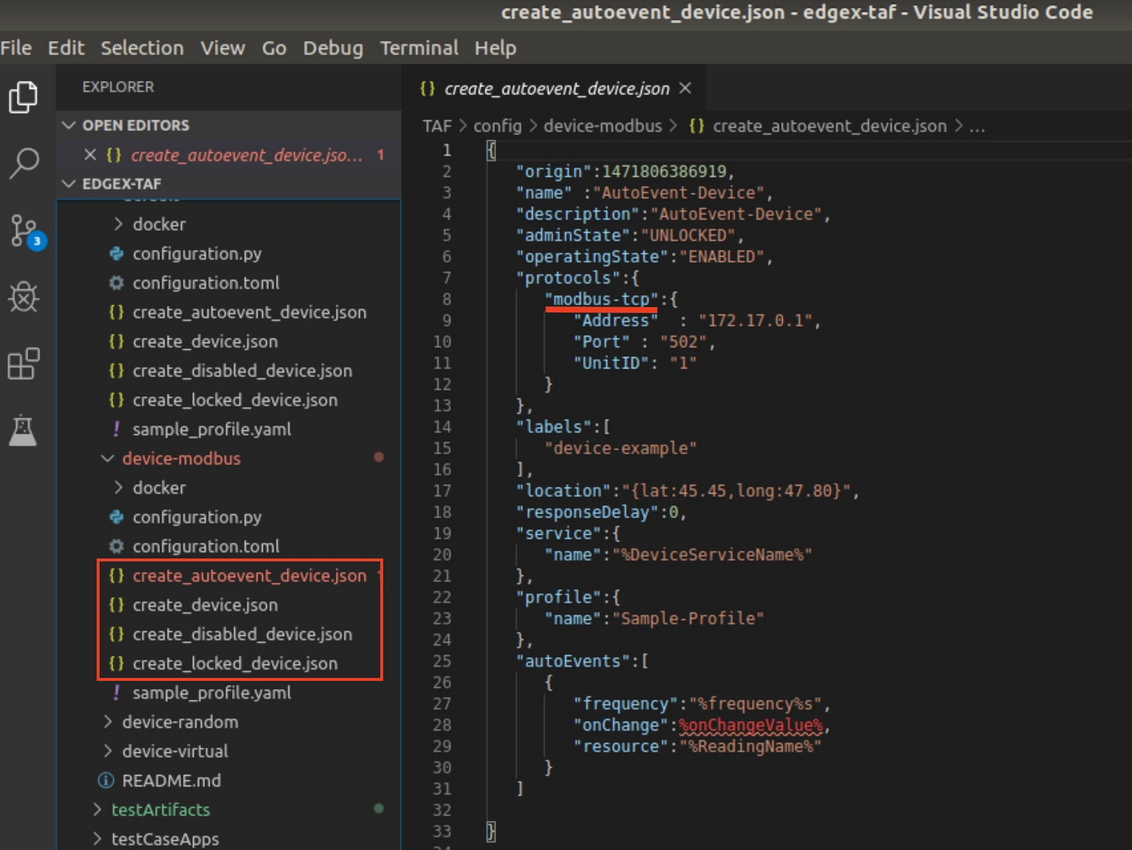 create_autoevent_device.json - edgex-taf - Visual Studio Code
File Edit Selection View Go Debug Terminal Help
EXPLORER
OPEN EDITORS
{} create_autoevent_device.jso... 1
EDGEX-TAF
docker
configuration.py
configuration.toml
{} create_autoevent_device.json
{} create_device.json
{} create_disabled_device.json
{} create_locked_device.json
! sample_profile.yaml
device-modbus
docker
configuration.py
configuration.toml
{} create_autoevent_device.json
{} create_device.json
{} create_disabled_device.json
{} create_locked_device.json
! sample_profile.yaml
device-random
device-virtual
README.md
testArtifacts
testCaseApps
3
{} create_autoevent_device.json
TAF > config > device-modbus > {} create_autoevent_device.json > ...
1 {
2 "origin":1471806386919,
3 "name" :"AutoEvent-Device",
4 "description":"AutoEvent-Device",
5 "adminState":"UNLOCKED",
6 "operatingState":"ENABLED",
7 "protocols":{
8 "modbus-tcp":{
9 "Address" : "172.17.0.1",
10 "Port" : "502",
11 "UnitID": "1"
12 }
13 },
14 "labels":[
15 "device-example"
16 ],
17 "location":"{lat:45.45,long:47.80}",
18 "responseDelay":0,
19 "service":{
20 "name":"%DeviceServiceName%"
21 },
22 "profile":{
23 "name":"Sample-Profile"
24 },
25 "autoEvents":[
26 {
27 "frequency":"%frequency%s",
28 "onChange":%onChangeValue%,
29 "resource":"%ReadingName%"
30 }
31 ]
32
33 }